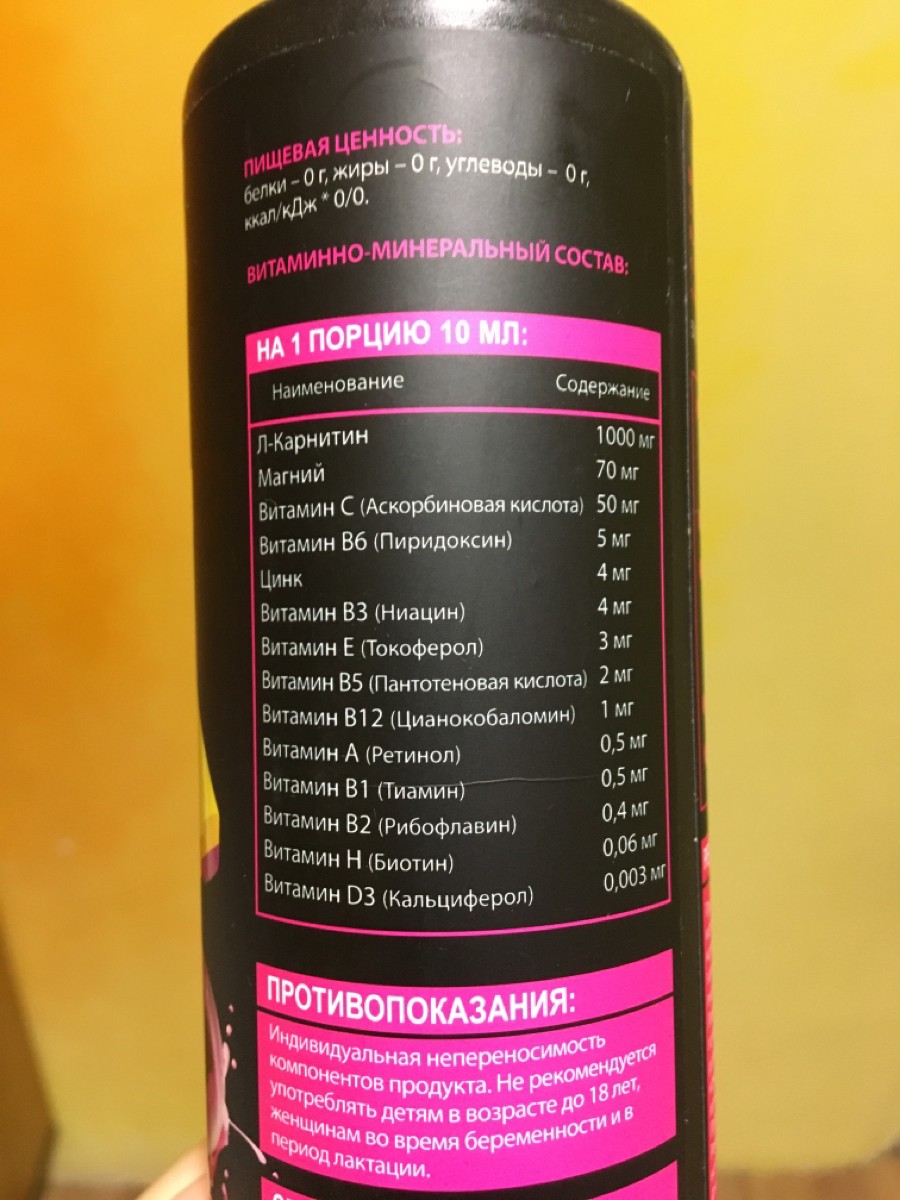 ПИЩЕВАЯ ЦЕННОСТЬ:
белки – 0 г, жиры – 0 г, углеводы – 0 г,
ккал/кДж * 0/0.
ВИТАМИННО-МИНЕРАЛЬНЫЙ СОСТАВ:
НА 1 ПОРЦИЮ 10 МЛ:
Наименование Содержание
Л-Карнитин 1000 мг
Магний 70 мг
Витамин С (Аскорбиновая кислота) 50 мг
Витамин В6 (Пиридоксин) 5 мг
Цинк 4 мг
Витамин В3 (Ниацин) 4 мг
Витамин Е (Токоферол) 3 мг
Витамин В5 (Пантотеновая кислота) 2 мг
Витамин В12 (Цианокобаломин) 1 мг
Витамин А (Ретинол) 0,5 мг
Витамин В1 (Тиамин) 0,5 мг
Витамин В2 (Рибофлавин) 0,4 мг
Витамин Н (Биотин) 0,06 мг
Витамин D3 (Кальциферол) 0,003 мг
ПРОТИВОПОКАЗАНИЯ:
Индивидуальная непереносимость
компонентов продукта. Не рекомендуется
употреблять детям в возрасте до 18 лет,
женщинам во время беременности и в
период лактации.